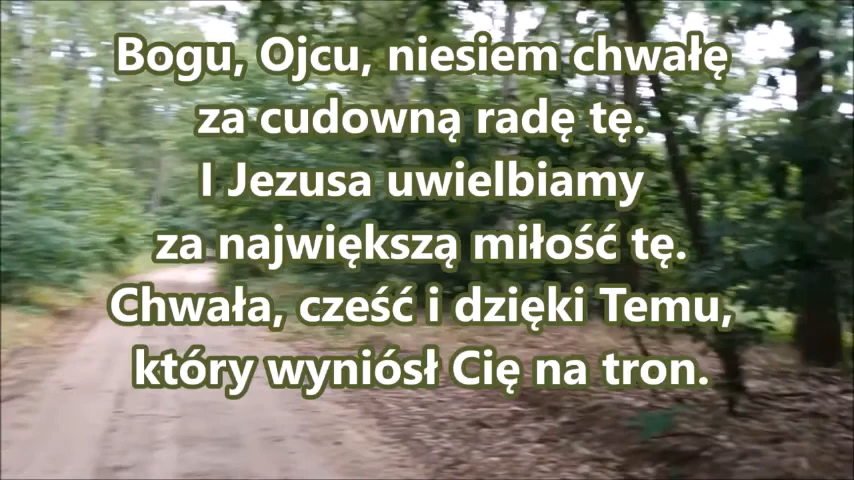 Bogu, Ojcu, niesiem chwałę
za cudowną radę tę.
I Jezusa uwielbiamy
za największą miłość tę.
Chwała, cześć i dzięki Temu,
który wyniósł Cię na tron.